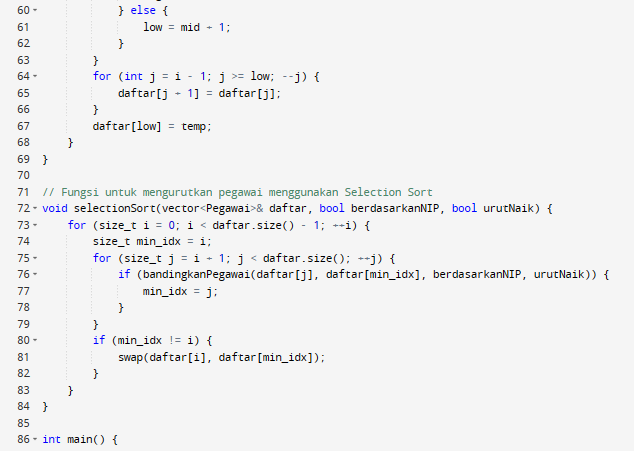 60 } else {
61 low = mid + 1;
62 }
63 }
64 for (int j = i - 1; j >= low; --j) {
65 daftar[j + 1] = daftar[j];
66 }
67 daftar[low] = temp;
68 }
69 }
70
71 // Fungsi untuk mengurutkan pegawai menggunakan Selection Sort
72 void selectionSort(vector<Pegawai>& daftar, bool berdasarkanNIP, bool urutNaik) {
73 for (size_t i = 0; i < daftar.size() - 1; ++i) {
74 size_t min_idx = i;
75 for (size_t j = i + 1; j < daftar.size(); ++j) {
76 if (bandingkanPegawai(daftar[j], daftar[min_idx], berdasarkanNIP, urutNaik)) {
77 min_idx = j;
78 }
79 }
80 if (min_idx != i) {
81 swap(daftar[i], daftar[min_idx]);
82 }
83 }
84 }
85
86 int main() {